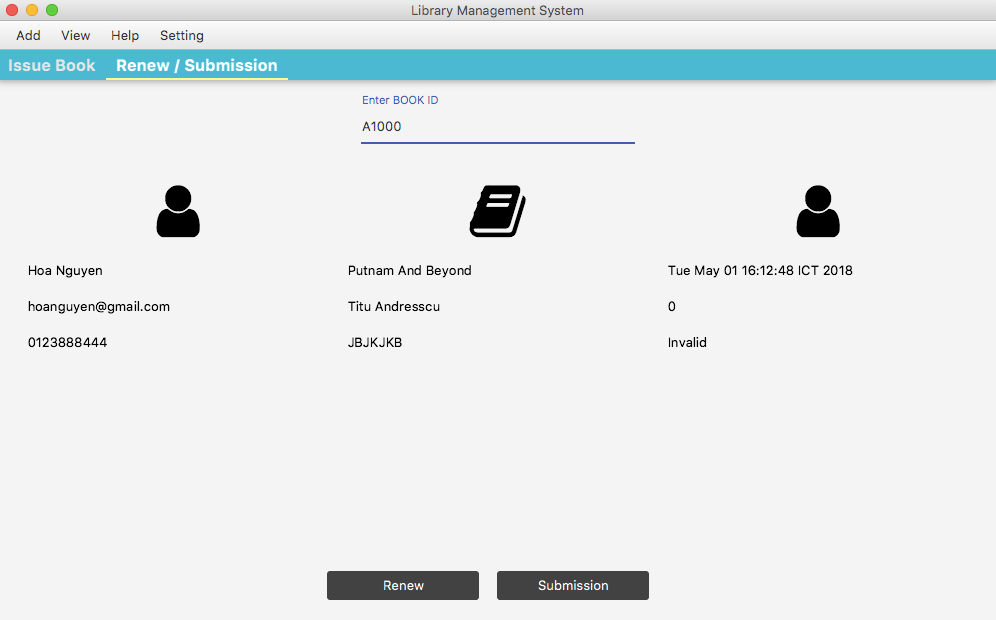 Library Management System
Add View Help Setting
Issue Book Renew / Submission
Enter BOOK ID
A1000
Hoa Nguyen
hoanguyen@gmail.com
0123888444
Putnam And Beyond
Titu Andresscu
JBJKJKB
Tue May 01 16:12:48 ICT 2018
0
Invalid
Renew Submission